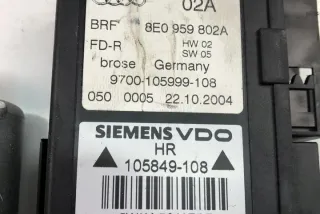 02A
BRF 8E0 959 802A
FD-R HW 02
SW 05
brose Germany
9700-105999-108
050 0005 22.10.2004
SIEMENS VDO
HR
105849-108